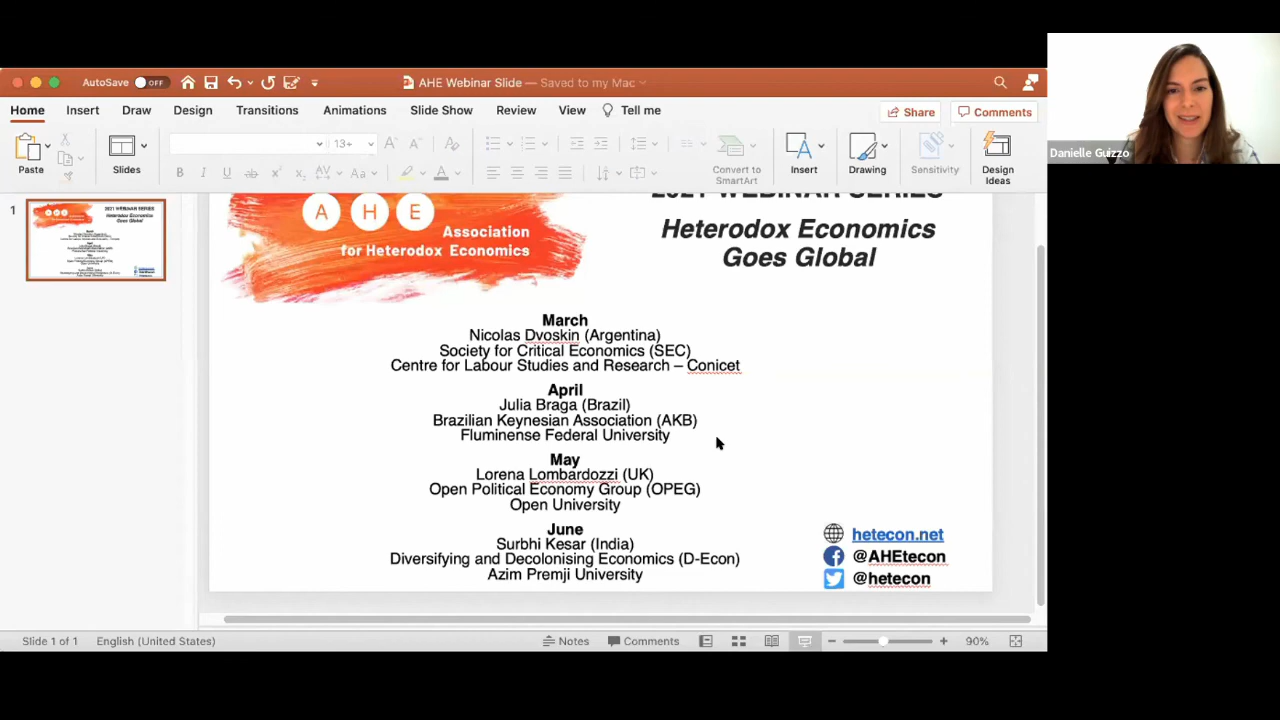 AutoSave OFF
AHE Webinar Slide — Saved to my Mac
Home Insert Draw Design Transitions Animations Slide Show Review View Tell me
Share Comments
Paste
Slides
13+
Convert to
SmartArt
Insert
Drawing
Sensitivity
Design
Ideas
Danielle Guizzo
1
2021 WEBINAR SERIES
Heterodox Economics
Goes Global
A H E
Association
for Heterodox Economics
March
Nicolas Dvoskin (Argentina)
Society for Critical Economics (SEC)
Centre for Labour Studies and Research – Conicet
April
Julia Braga (Brazil)
Brazilian Keynesian Association (AKB)
Fluminense Federal University
May
Lorena Lombardozzi (UK)
Open Political Economy Group (OPEG)
Open University
June
Surbhi Kesar (India)
Diversifying and Decolonising Economics (D-Econ)
Azim Premji University
hetecon.net
@AHEtecon
@hetecon
Slide 1 of 1 English (United States) Notes Comments 90%